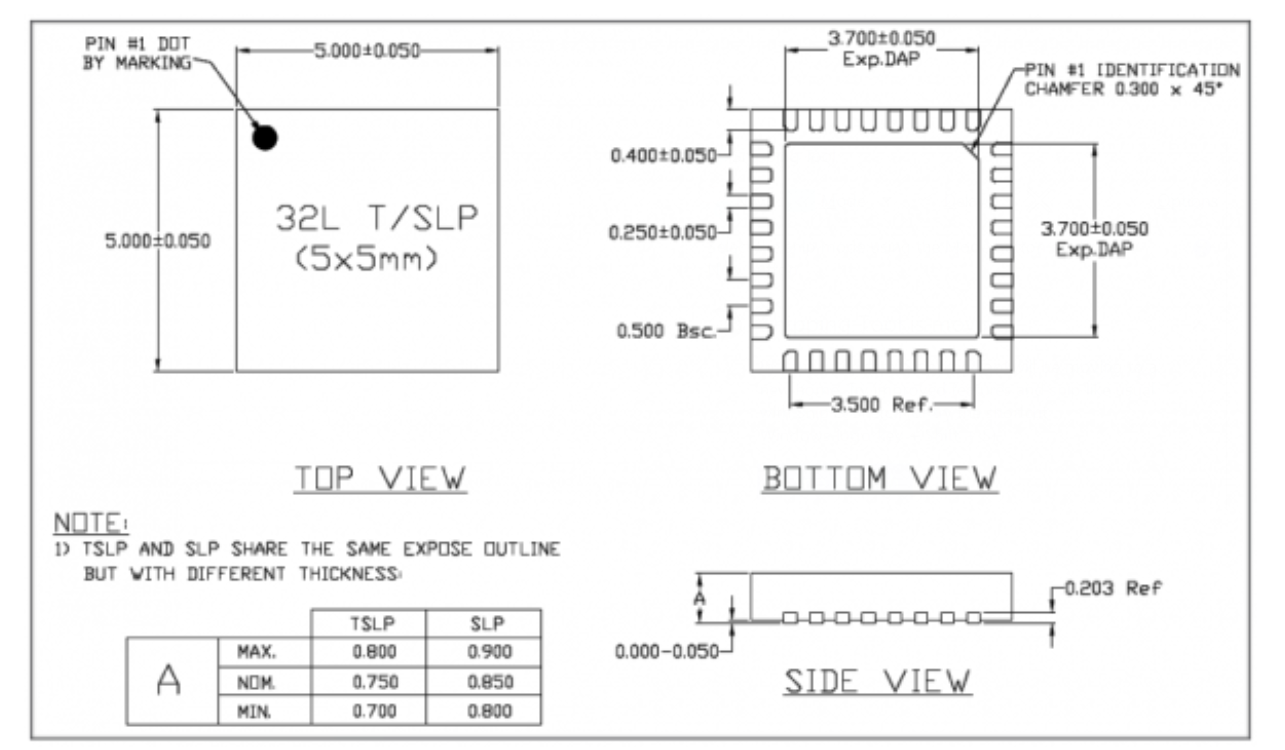 PIN #1 DOT
BY MARKING
5.000±0.050
5.000±0.050
32L T/SLP
(5x5mm)
TOP VIEW
3.700±0.050
Exp.DAP
PIN #1 IDENTIFICATION
CHAMFER 0.300 x 45°
0.400±0.050
0.250±0.050
0.500 Bsc.
3.700±0.050
Exp.DAP
3.500 Ref.
BOTTOM VIEW
NOTE:
1) TSLP AND SLP SHARE THE SAME EXPOSE OUTLINE
BUT WITH DIFFERENT THICKNESS:
TSLP SLP
A
MAX. 0.800 0.900
NOM. 0.750 0.850
MIN. 0.700 0.800
A
0.203 Ref
0.000-0.050
SIDE VIEW